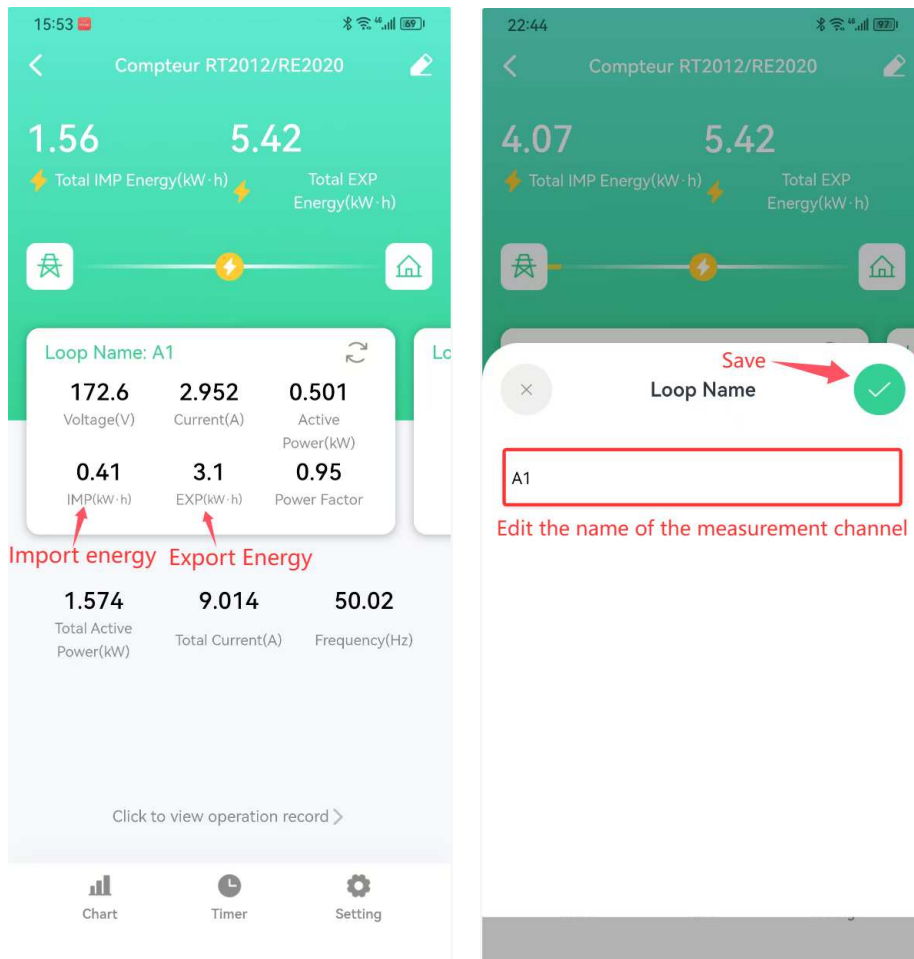 15:53
69
Compteur RT2012/RE2020
1.56
5.42
Total IMP Energy(kW·h)
Total EXP
Energy(kW·h)
Loop Name: A1
Lo
172.6
2.952
0.501
Voltage(V)
Current(A)
Active
Power(kW)
0.41
3.1
0.95
IMP(kW·h)
EXP(kW·h)
Power Factor
Import energy
Export Energy
1.574
9.014
50.02
Total Active
Power(kW)
Total Current(A)
Frequency(Hz)
Click to view operation record
Chart
Timer
Setting
22:44
97
Compteur RT2012/RE2020
4.07
5.42
Total IMP Energy(kW·h)
Total EXP
Energy(kW·h)
Save
Loop Name
A1
Edit the name of the measurement channel